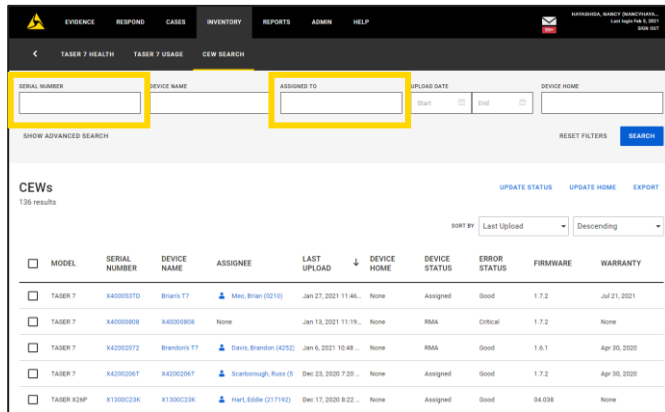 EVIDENCE RESPOND CASES INVENTORY REPORTS ADMIN HELP
HAYASHIDA, NANCY (NANCYHAYA...
Last login Feb 5, 2021
SIGN OUT
TASER 7 HEALTH TASER 7 USAGE CEW SEARCH
SERIAL NUMBER DEVICE NAME ASSIGNED TO UPLOAD DATE DEVICE HOME
Start End
SHOW ADVANCED SEARCH RESET FILTERS SEARCH
CEWs UPDATE STATUS UPDATE HOME EXPORT
136 results
SORT BY Last Upload Descending
MODEL SERIAL NUMBER DEVICE NAME ASSIGNEE LAST UPLOAD DEVICE HOME DEVICE STATUS ERROR STATUS FIRMWARE WARRANTY
TASER 7 X400053TD Brian's T7 Meo, Brian (0210) Jan 27, 2021 11:46... None Assigned Good 1.7.2 Jul 21, 2021
TASER 7 X40000808 X40000808 None Jan 13, 2021 11:19... None RMA Critical 1.7.2 None
TASER 7 X42002072 Brandon's T7 Davis, Brandon (4252) Jan 6, 2021 10:48 ... None RMA Good 1.6.1 Apr 30, 2020
TASER 7 X4200206T X4200206T Scarborough, Russ (5 Dec 23, 2020 7:20 ... None Assigned Good 1.7.2 Apr 30, 2020
TASER X26P X1300C23K X1300C23K Hart, Eddie (217192) Dec 17, 2020 8:22 ... None Assigned Good 04.038 None